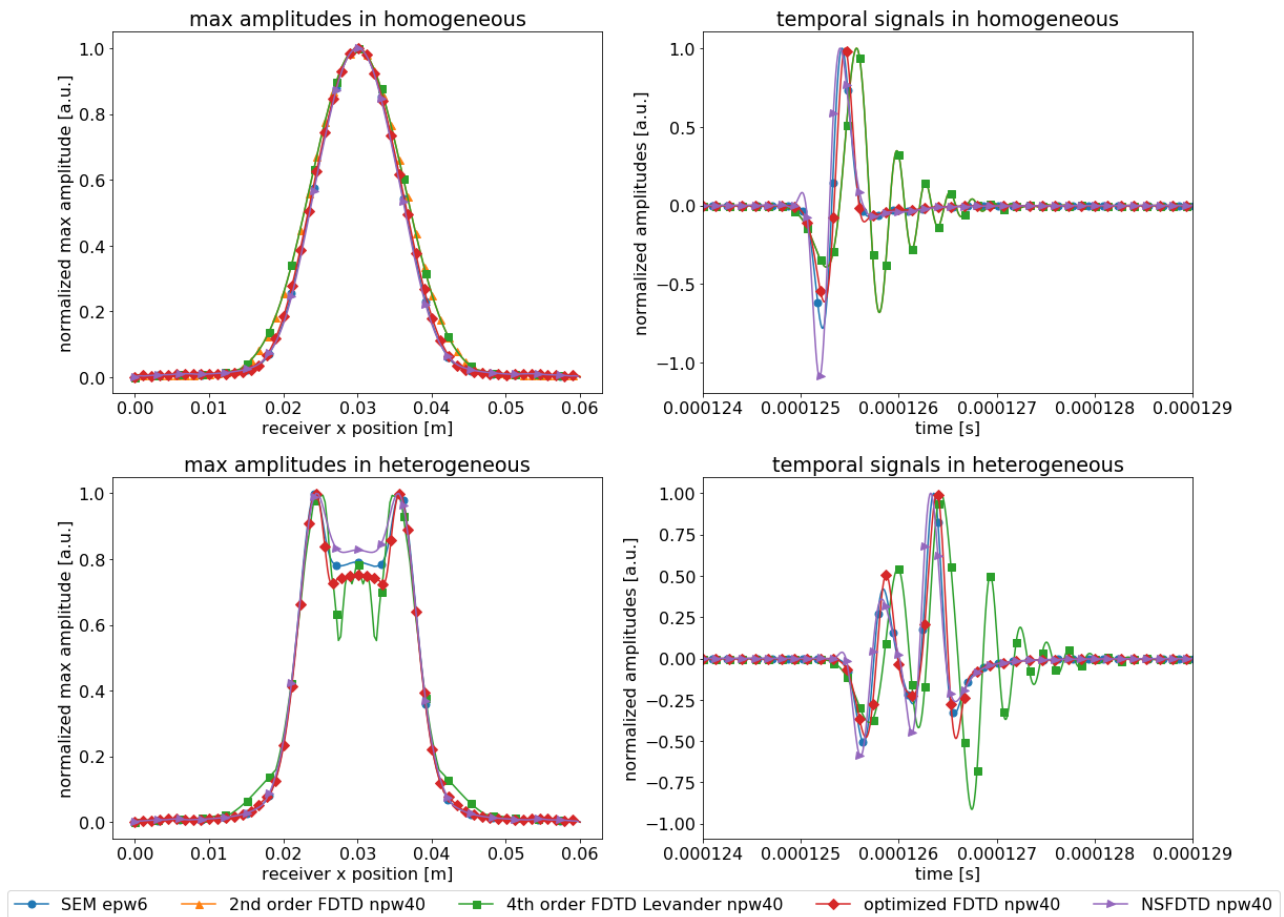 max amplitudes in homogeneous
normalized max amplitude [a.u.]
1.0
0.8
0.6
0.4
0.2
0.0
0.00 0.01 0.02 0.03 0.04 0.05 0.06
receiver x position [m]
temporal signals in homogeneous
normalized amplitudes [a.u.]
1.0
0.5
0.0
−0.5
−1.0
0.000124 0.000125 0.000126 0.000127 0.000128 0.000129
time [s]
max amplitudes in heterogeneous
normalized max amplitude [a.u.]
1.0
0.8
0.6
0.4
0.2
0.0
0.00 0.01 0.02 0.03 0.04 0.05 0.06
receiver x position [m]
temporal signals in heterogeneous
normalized amplitudes [a.u.]
1.00
0.75
0.50
0.25
0.00
−0.25
−0.50
−0.75
−1.00
0.000124 0.000125 0.000126 0.000127 0.000128 0.000129
time [s]
SEM epw6 2nd order FDTD npw40 4th order FDTD Levander npw40 optimized FDTD npw40 NSFDTD npw40